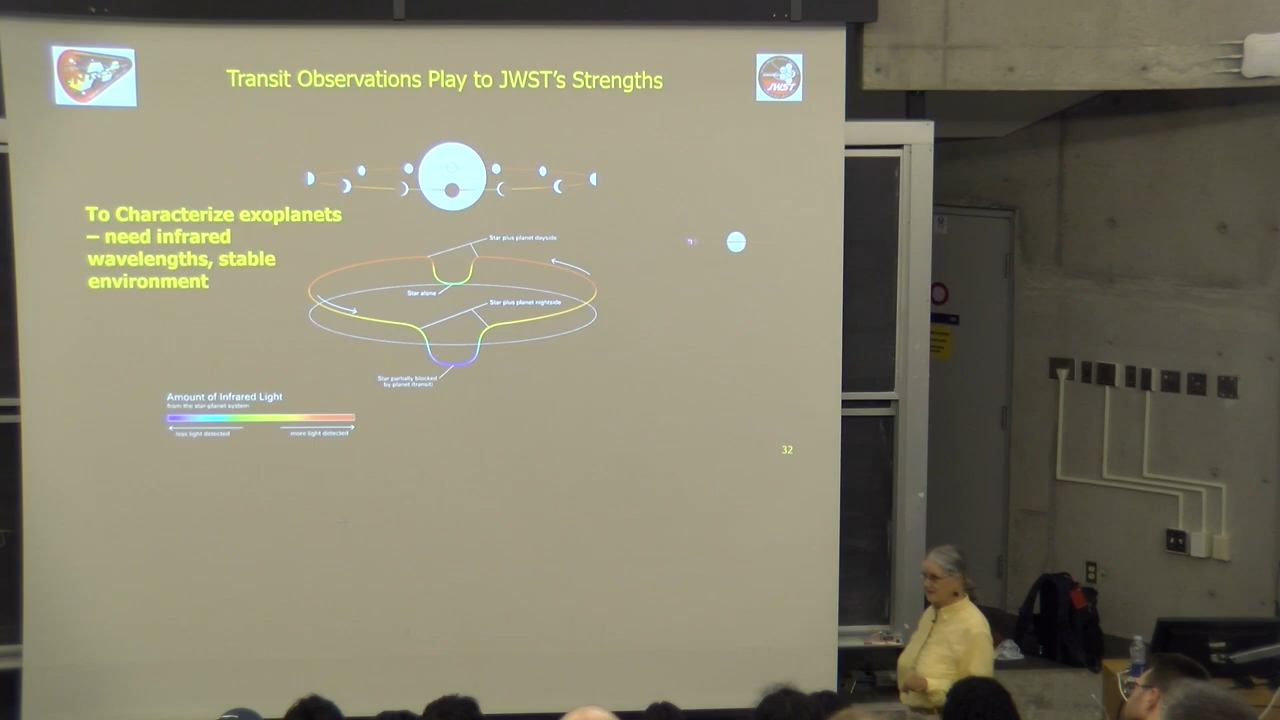 Transit Observations Play to JWST's Strengths
JWST
To Characterize exoplanets
– need infrared
wavelengths, stable
environment
Star plus planet dayside
Star alone
Star plus planet nightside
Star partially blocked
by planet (transit)
Amount of Infrared Light
from the star-planet system
less light detected
more light detected
32